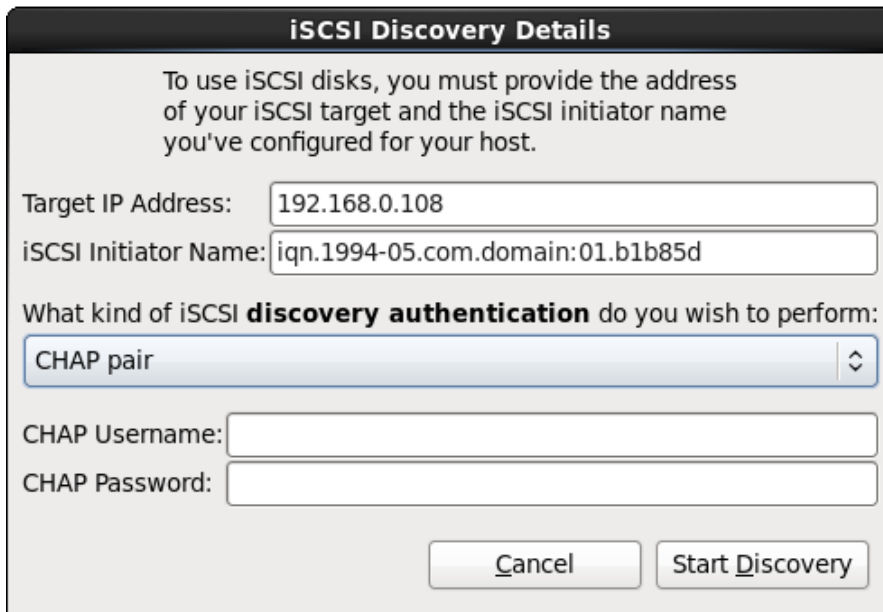 iSCSI Discovery Details
To use iSCSI disks, you must provide the address
of your iSCSI target and the iSCSI initiator name
you've configured for your host.
Target IP Address: 192.168.0.108
iSCSI Initiator Name: iqn.1994-05.com.domain:01.b1b85d
What kind of iSCSI discovery authentication do you wish to perform:
CHAP pair
CHAP Username:
CHAP Password:
Cancel Start Discovery